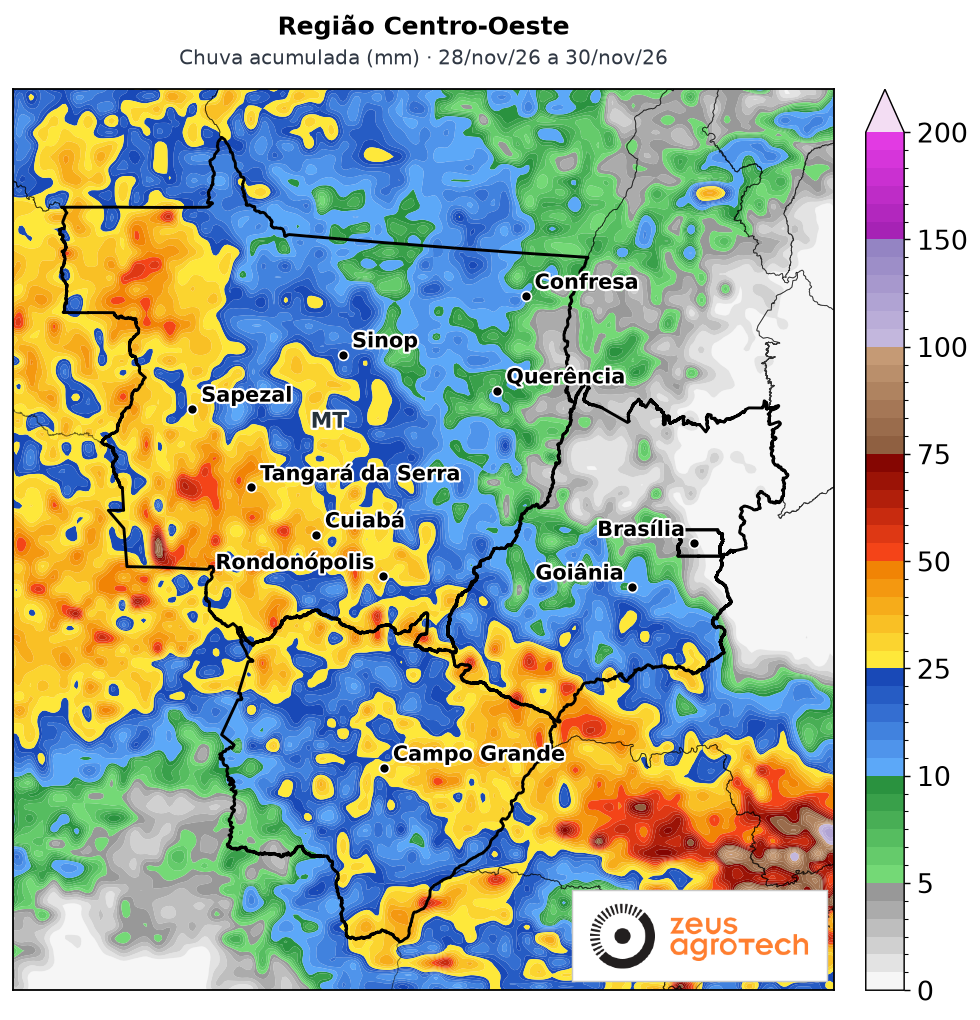 Região Centro-Oeste
Chuva acumulada (mm) · 28/nov/26 a 30/nov/26
200
150
100
75
50
25
10
5
0
Confresa
Sinop
Querência
Sapezal
MT
Tangará da Serra
Cuiabá
Brasília
Rondonópolis
Goiânia
Campo Grande
zeus
agrotech